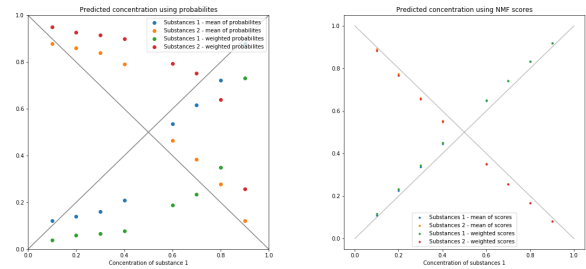 Predicted concentration using probabilites
1.0
0.8
0.6
0.4
0.2
0.0
Substances 1 - mean of probabilites
Substances 2 - mean of probabilites
Substances 1 - weighted probabilites
Substances 2 - weighted probabilites
0.0 0.2 0.4 0.6 0.8 1.0
Concentration of substance 1
Predicted concentration using NMF scores
1.0
0.8
0.6
0.4
0.2
0.0
Substances 1 - mean of scores
Substances 2 - mean of scores
Substances 1 - weighted scores
Substances 2 - weighted scores
0.0 0.2 0.4 0.6 0.8 1.0
Concentration of substance 1